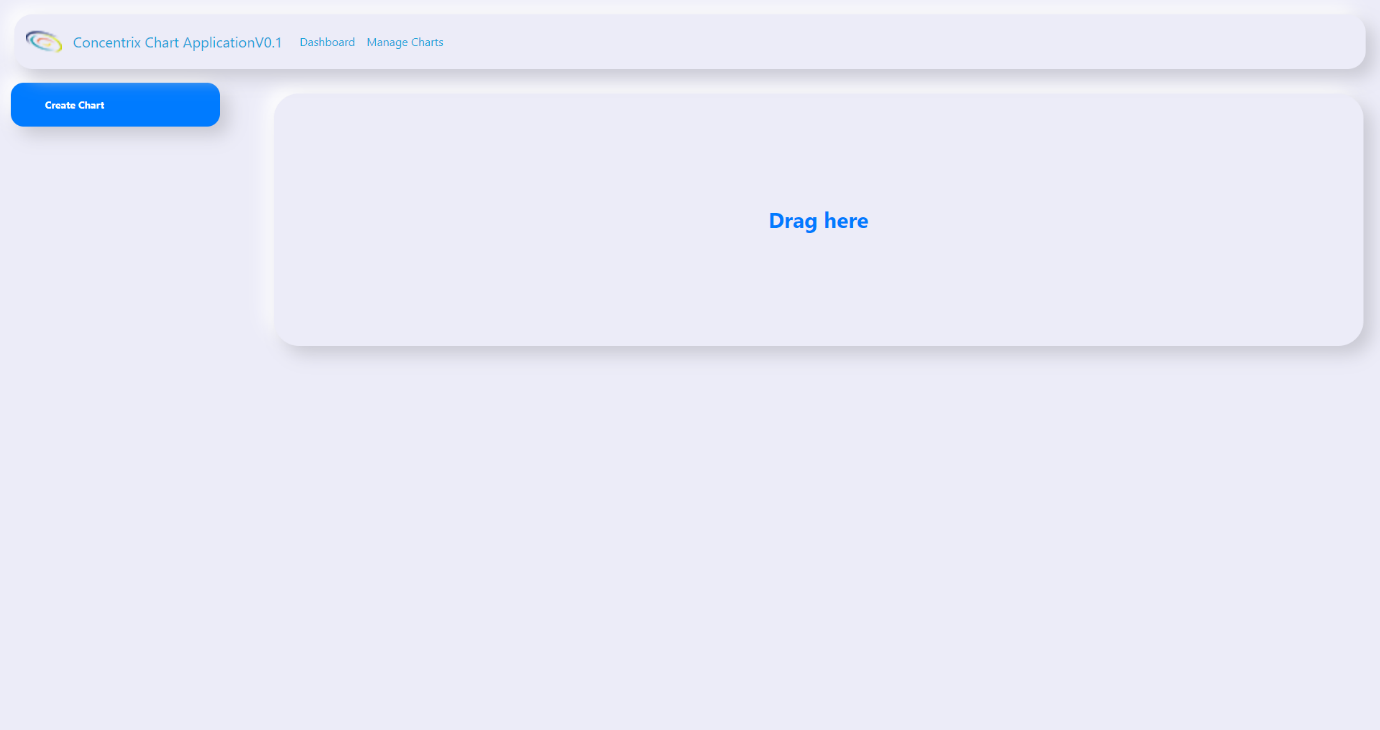 Concentrix Chart ApplicationV0.1 Dashboard Manage Charts
Create Chart
Drag here